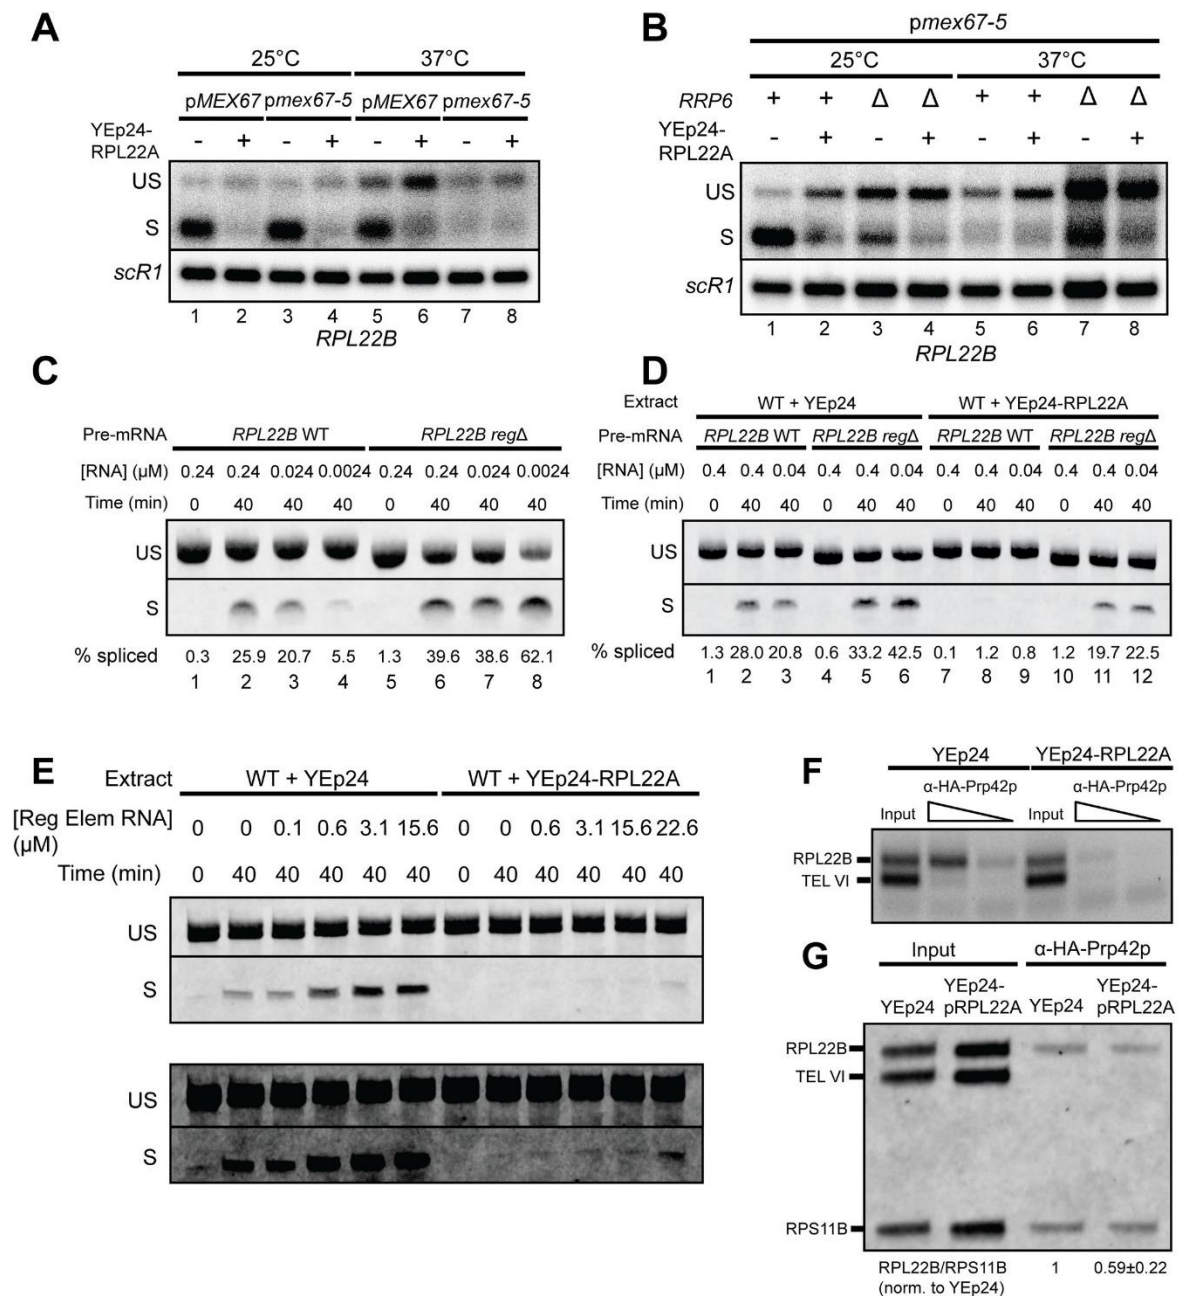 A
25°C 37°C
pMEX67 pmex67-5 pMEX67 pmex67-5
YEp24-
RPL22A
- + - + - + - +
US
S
scR1
1 2 3 4 5 6 7 8
RPL22B
B
pmex67-5
25°C 37°C
RRP6 + + Δ Δ + + Δ Δ
YEp24-
RPL22A
- + - + - + - +
US
S
scR1
1 2 3 4 5 6 7 8
RPL22B
C
Pre-mRNA RPL22B WT RPL22B regΔ
[RNA] (µM) 0.24 0.24 0.024 0.0024 0.24 0.24 0.024 0.0024
Time (min) 0 40 40 40 0 40 40 40
US
S
% spliced 0.3 25.9 20.7 5.5 1.3 39.6 38.6 62.1
1 2 3 4 5 6 7 8
D
Extract WT + YEp24 WT + YEp24-RPL22A
Pre-mRNA RPL22B WT RPL22B regΔ RPL22B WT RPL22B regΔ
[RNA] (µM) 0.4 0.4 0.04 0.4 0.4 0.04 0.4 0.4 0.04 0.4 0.4 0.04
Time (min) 0 40 40 0 40 40 0 40 40 0 40 40
US
S
% spliced 1.3 28.0 20.8 0.6 33.2 42.5 0.1 1.2 0.8 1.2 19.7 22.5
1 2 3 4 5 6 7 8 9 10 11 12
E
Extract WT + YEp24 WT + YEp24-RPL22A
[Reg Elem RNA]
(µM)
0 0 0.1 0.6 3.1 15.6 0 0 0.6 3.1 15.6 22.6
Time (min) 0 40 40 40 40 40 0 40 40 40 40 40
US
S
US
S
F
YEp24 YEp24-RPL22A
α-HA-Prp42p α-HA-Prp42p
Input Input
RPL22B
TEL VI
G
Input α-HA-Prp42p
YEp24 YEp24-
pRPL22A YEp24 YEp24-
pRPL22A
RPL22B
TEL VI
RPS11B
RPL22B/RPS11B 1 0.59±0.22
(norm. to YEp24)